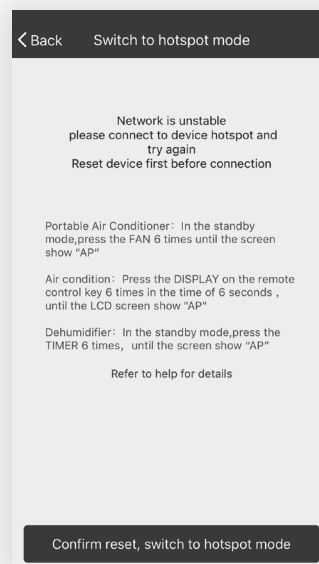 Back Switch to hotspot mode
Network is unstable
please connect to device hotspot and
try again
Reset device first before connection
Portable Air Conditioner: In the standby
mode,press the FAN 6 times until the screen
show “AP”
Air condition: Press the DISPLAY on the remote
control key 6 times in the time of 6 seconds ,
until the LCD screen show "AP"
Dehumidifier: In the standby mode,press the
TIMER 6 times, until the screen show “AP”
Refer to help for details
Confirm reset, switch to hotspot mode